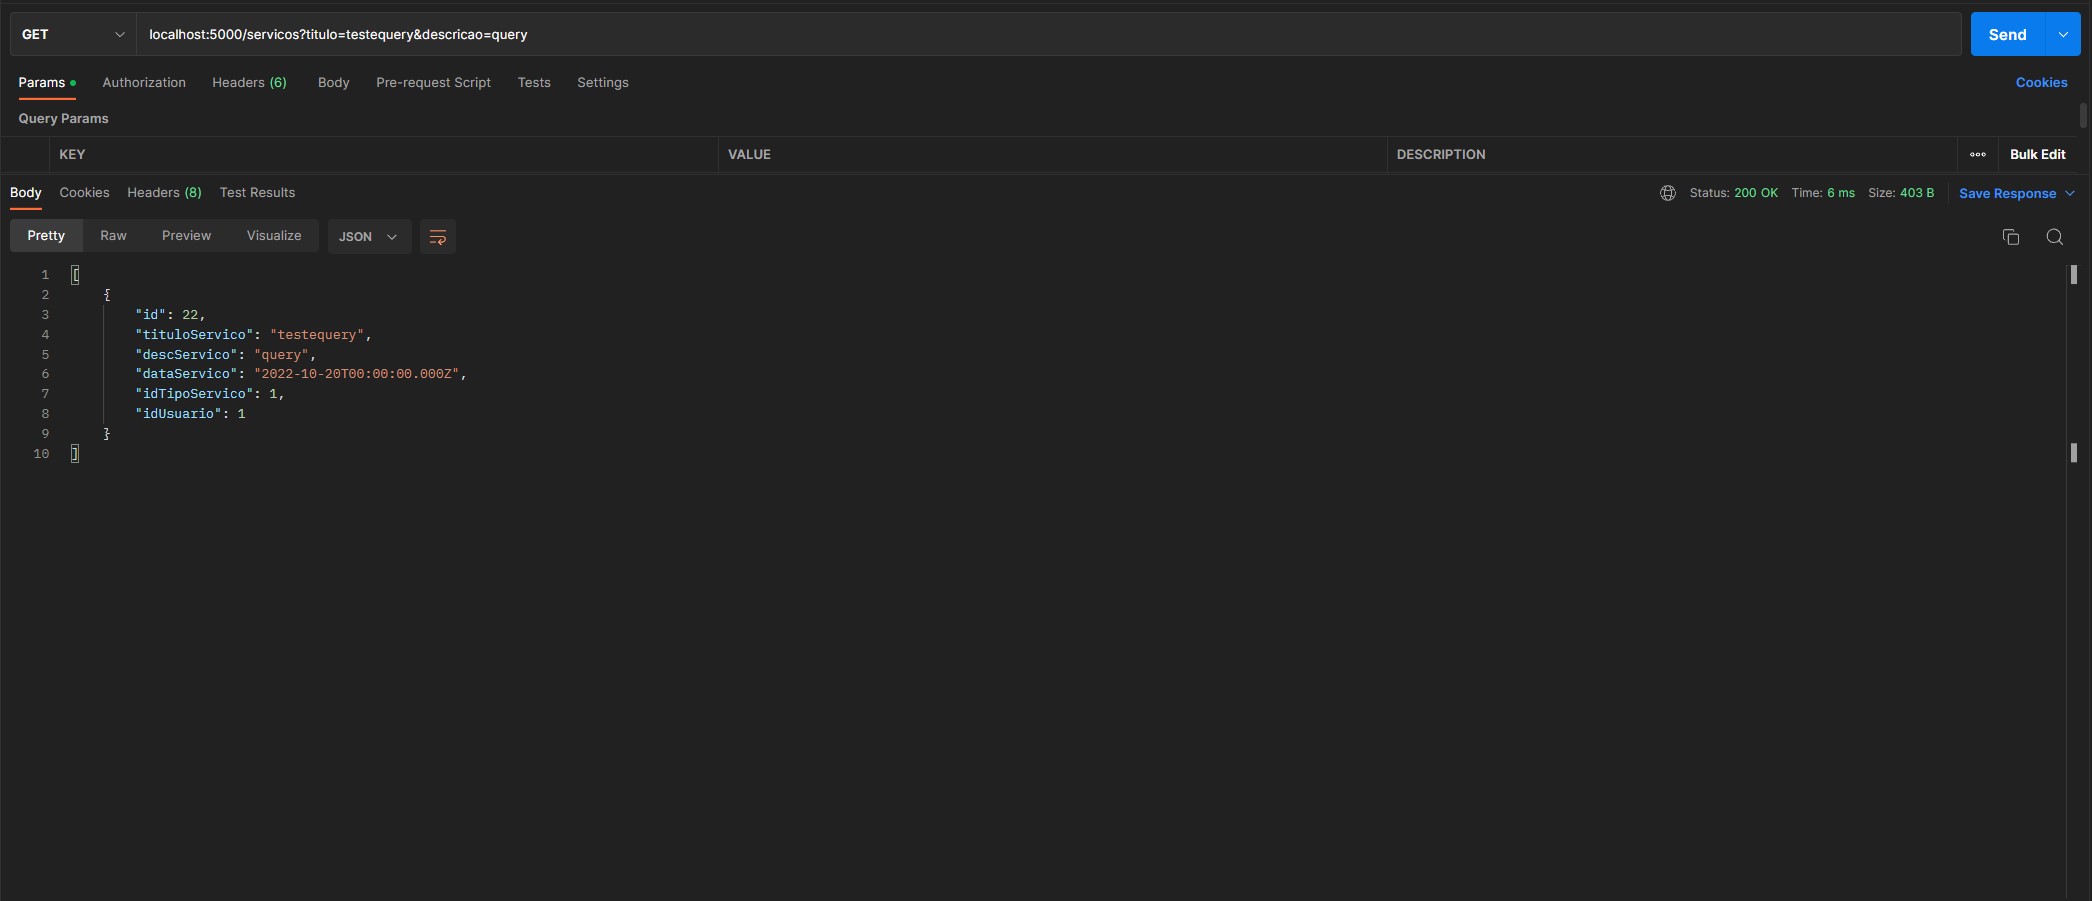 GET localhost:5000/servicos?titulo=testequery&descricao=query Send
Params Authorization Headers (6) Body Pre-request Script Tests Settings Cookies
Query Params
KEY VALUE DESCRIPTION Bulk Edit
Body Cookies Headers (8) Test Results Status: 200 OK Time: 6 ms Size: 403 B Save Response
Pretty Raw Preview Visualize JSON
1 [
2 {
3 "id": 22,
4 "tituloServico": "testequery",
5 "descServico": "query",
6 "dataServico": "2022-10-20T00:00:00.000Z",
7 "idTipoServico": 1,
8 "idUsuario": 1
9 }
10 ]